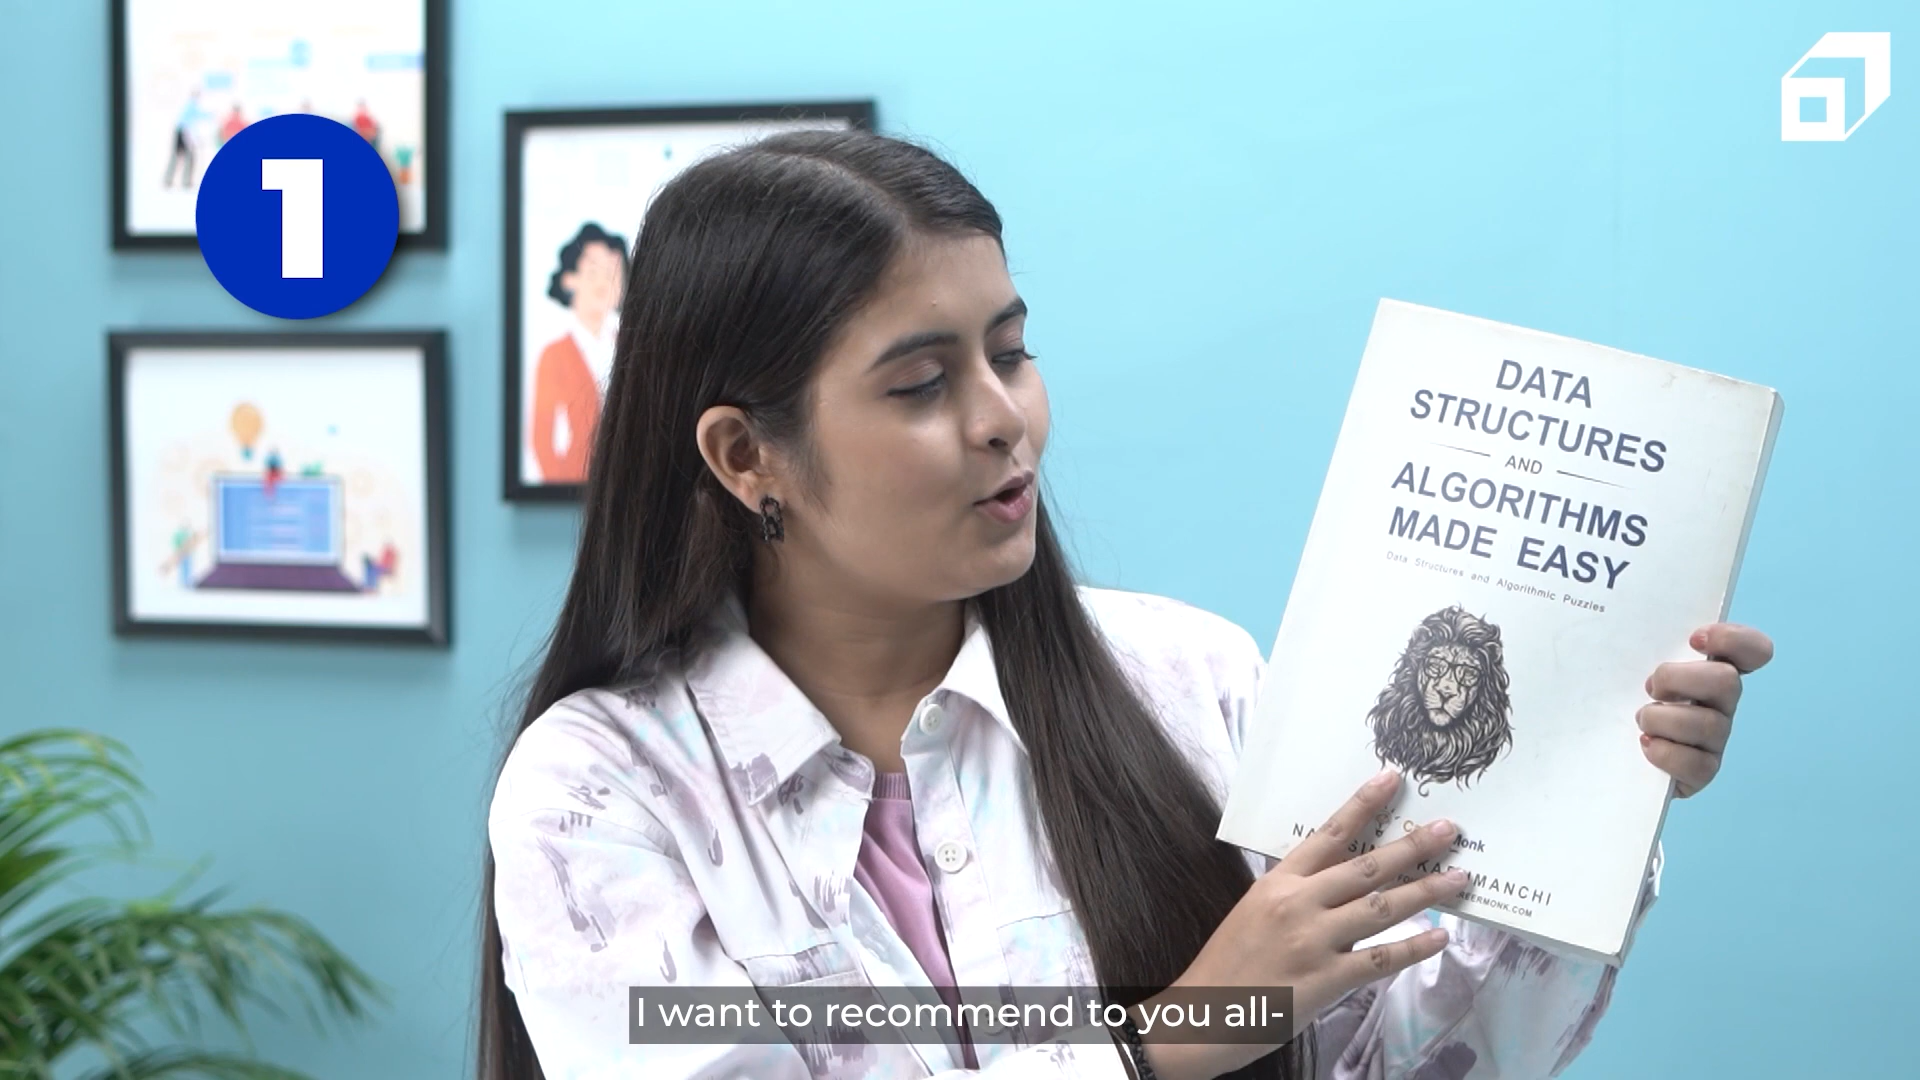 1
DATA
STRUCTURES
AND
ALGORITHMS
MADE EASY
Data Structures and Algorithmic Puzzles
Monk
I want to recommend to you all-